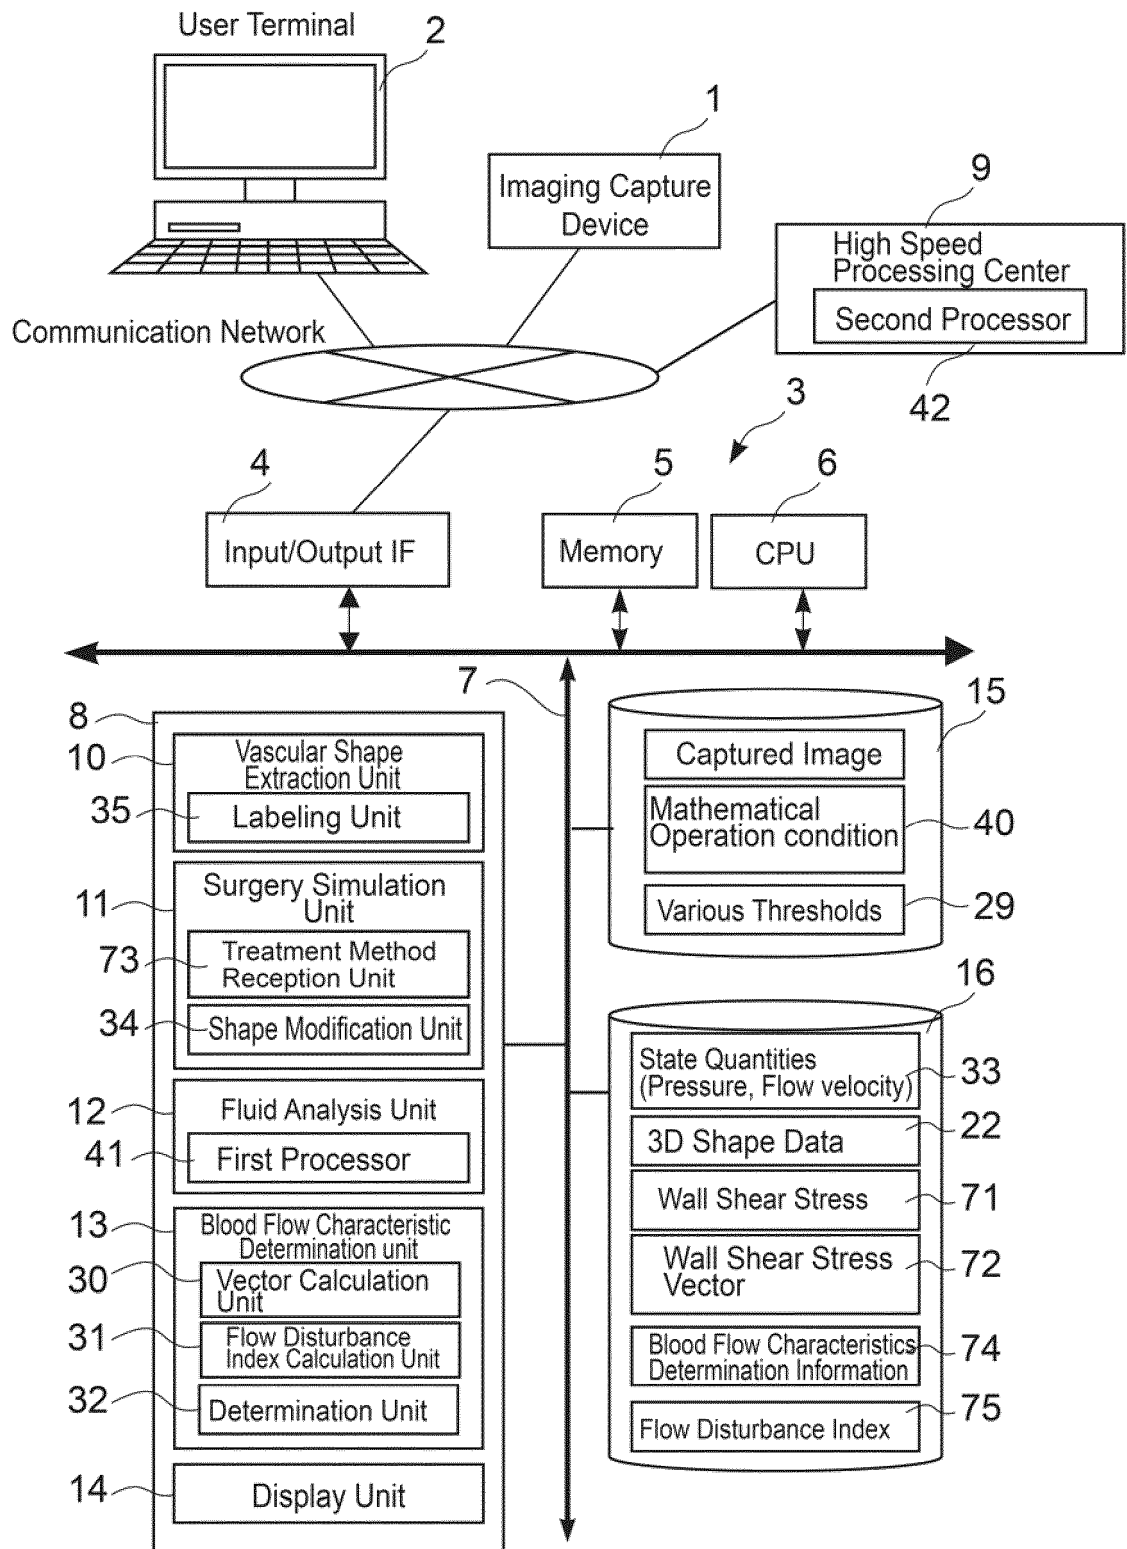 User Terminal
2
1
Imaging Capture
Device
9
High Speed
Processing Center
Second Processor
42
Communication Network
3
4
Input/Output IF
5
Memory
6
CPU
7
8
10
Vascular Shape
Extraction Unit
35
Labeling Unit
11
Surgery Simulation
Unit
73
Treatment Method
Reception Unit
34
Shape Modification Unit
12
Fluid Analysis Unit
41
First Processor
13
Blood Flow Characteristic
Determination unit
30
Vector Calculation
Unit
31
Flow Disturbance
Index Calculation Unit
32
Determination Unit
14
Display Unit
15
Captured Image
Mathematical
Operation condition
40
Various Thresholds
29
16
State Quantities
(Pressure, Flow velocity)
33
3D Shape Data
22
Wall Shear Stress
71
Wall Shear Stress
Vector
72
Blood Flow Characteristics
Determination Information
74
Flow Disturbance Index
75